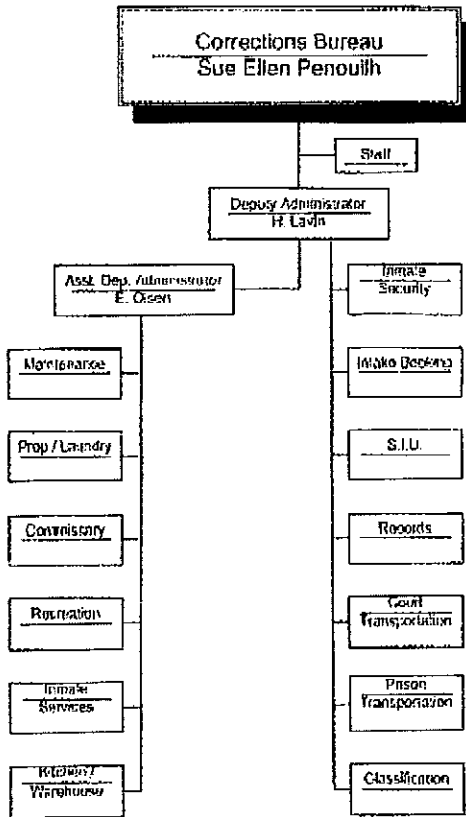 Corrections Bureau
Sue Ellen Penouilh
Staff
Deputy Administrator
H. Lavin
Asst. Dep. Administrator
E. Olsen
Inmate
Security
Maintenance
Intake Booking
Prop / Laundry
S.I.U.
Commissary
Records
Recreation
Court
Transportation
Inmate
Services
Prison
Transportation
Kitchen /
Warehouse
Classification